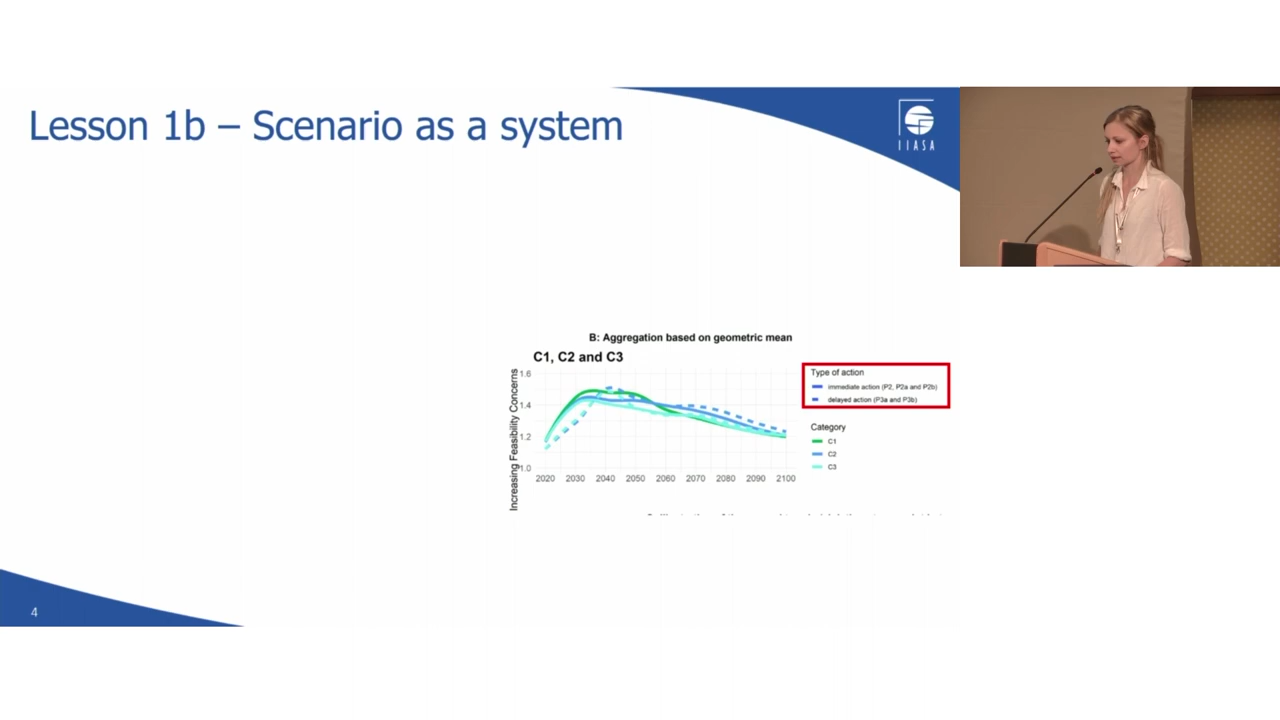 Lesson 1b – Scenario as a system
IIASA
B: Aggregation based on geometric mean
C1, C2 and C3
Increasing Feasibility Concerns
1.6
1.4
1.2
1.0
2020 2030 2040 2050 2060 2070 2080 2090 2100
Type of action
immediate action (P2, P2a and P2b)
delayed action (P3a and P3b)
Category
C1
C2
C3
4